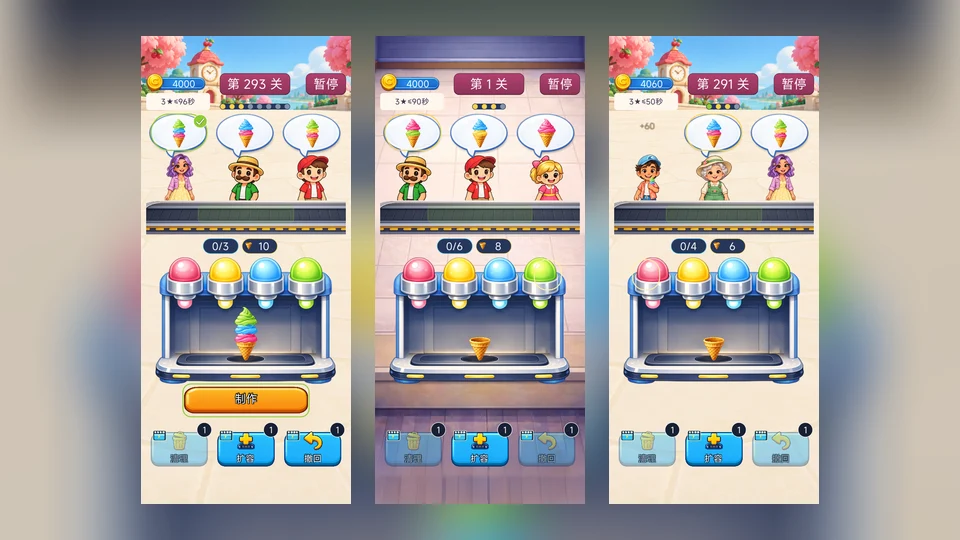 4000
第 293 关
暂停
3★≤96秒
0/3
10
制作
1
1
1
清理
扩容
撤回
4000
第 1 关
暂停
3★≤90秒
0/6
8
1
1
1
清理
扩容
撤回
4060
第 291 关
暂停
3★≤50秒
+60
0/4
6
1
1
1
清理
扩容
撤回